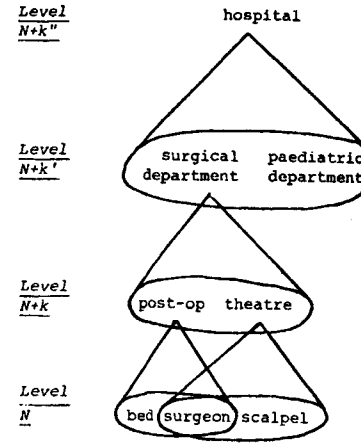 Level
N+k"
hospital
Level
N+k'
surgical
department
paediatric
department
Level
N+k
post-op theatre
Level
N
bed surgeon scalpel